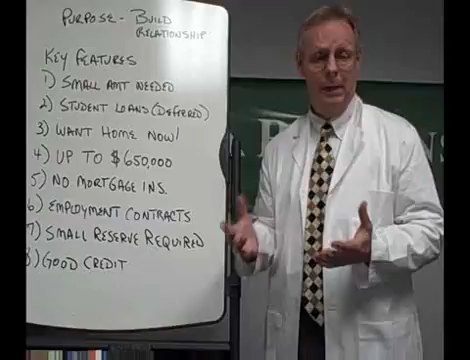 PURPOSE - BUILD
RELATIONSHIP
KEY FEATURES
1) SMALL AMT NEEDED
2) STUDENT LOANS (DEFERRED)
3) WANT HOME NOW!
4) UP TO $650,000
5) NO MORTGAGE INS.
6) EMPLOYMENT CONTRACTS
7) SMALL RESERVE REQUIRED
8) GOOD CREDIT